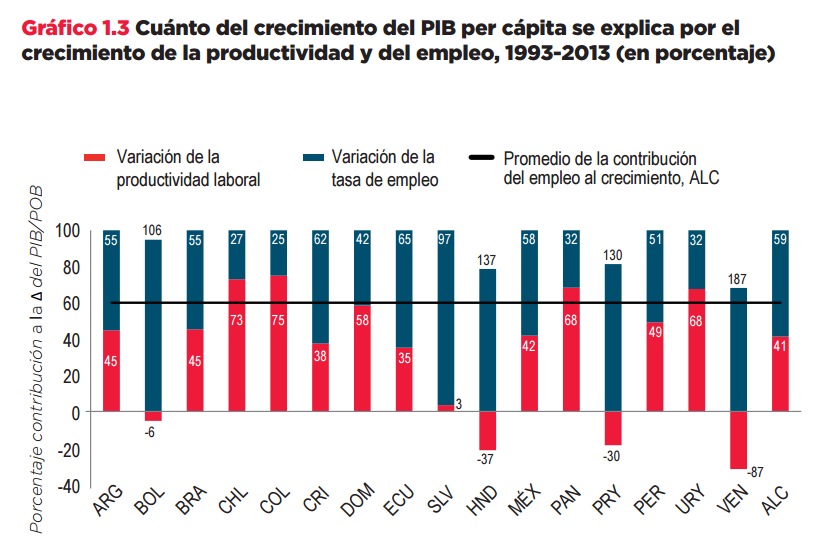 Gráfico 1.3 Cuánto del crecimiento del PIB per cápita se explica por el
crecimiento de la productividad y del empleo, 1993-2013 (en porcentaje)
Variación de la
productividad laboral
Variación de la
tasa de empleo
Promedio de la contribución
del empleo al crecimiento, ALC
Porcentaje contribución a la Δ del PIB/POB
100
80
60
40
20
0
-20
-40
55 106 55 27 25 62 42 65 97 137 58 32 130 51 32 187 59
45 -6 45 73 75 38 58 35 3 -37 42 68 -30 49 68 -87 41
ARG BOL BRA CHL COL CRI DOM ECU SLV HND MEX PAN PRY PER URY VEN ALC